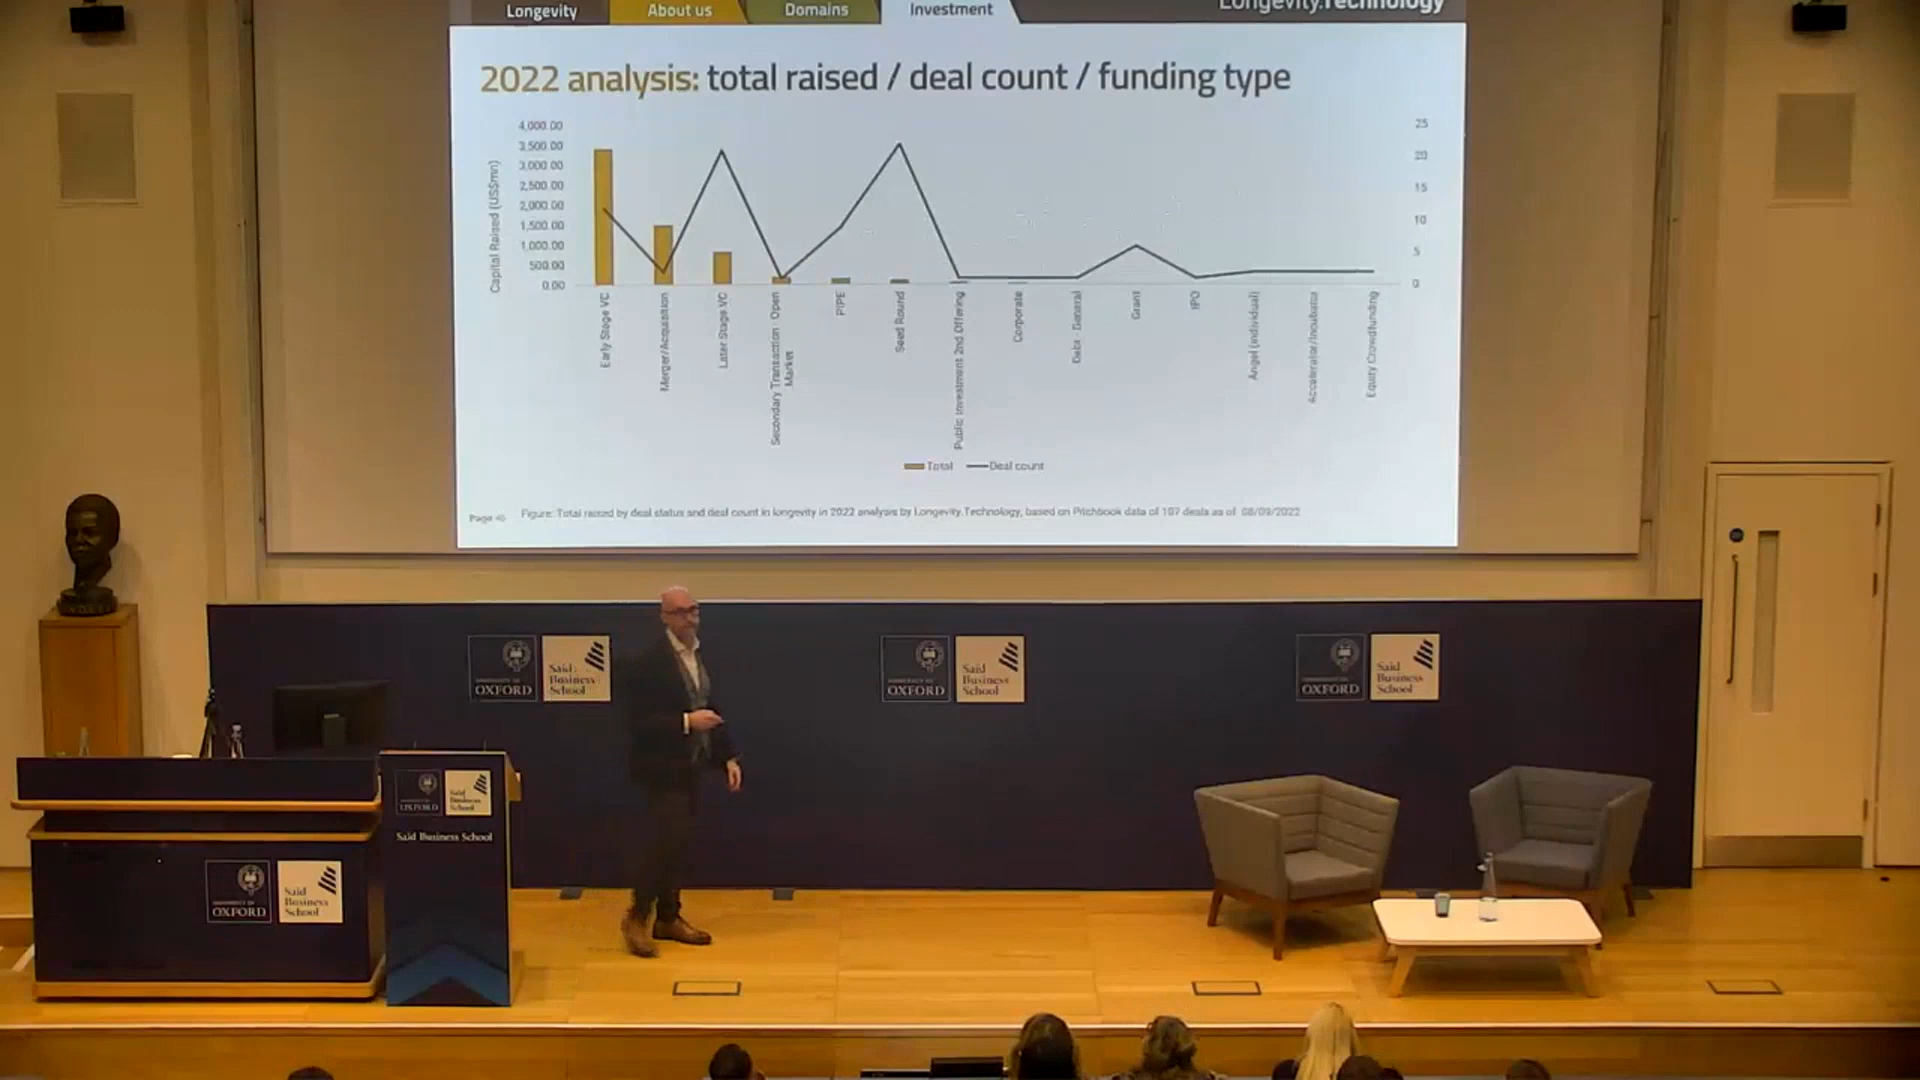 Longevity
About us
Domains
Investment
Longevity.Technology
2022 analysis: total raised / deal count / funding type
Capital Raised (US$mn)
4,000.00
3,500.00
3,000.00
2,500.00
2,000.00
1,500.00
1,000.00
500.00
0.00
25
20
15
10
5
0
Early Stage VC
Merger/Acquisition
Later Stage VC
Secondary Transaction - Open
Market
PIPE
Seed Round
Public Investment 2nd Offering
Corporate
Debt - General
Grant
IPO
Angel (individual)
Accelerator/Incubator
Equity Crowdfunding
Total
Deal count
Page 46
Figure: Total raised by deal status and deal count in longevity in 2022 analysis by Longevity.Technology, based on Pitchbook data of 107 deals as of 08/09/2022
UNIVERSITY OF
OXFORD
Saïd
Business
School
UNIVERSITY OF
OXFORD
Saïd
Business
School
UNIVERSITY OF
OXFORD
Saïd
Business
School
OXFORD
Saïd
Business
School
Saïd Business School
UNIVERSITY OF
OXFORD
Saïd
Business
School